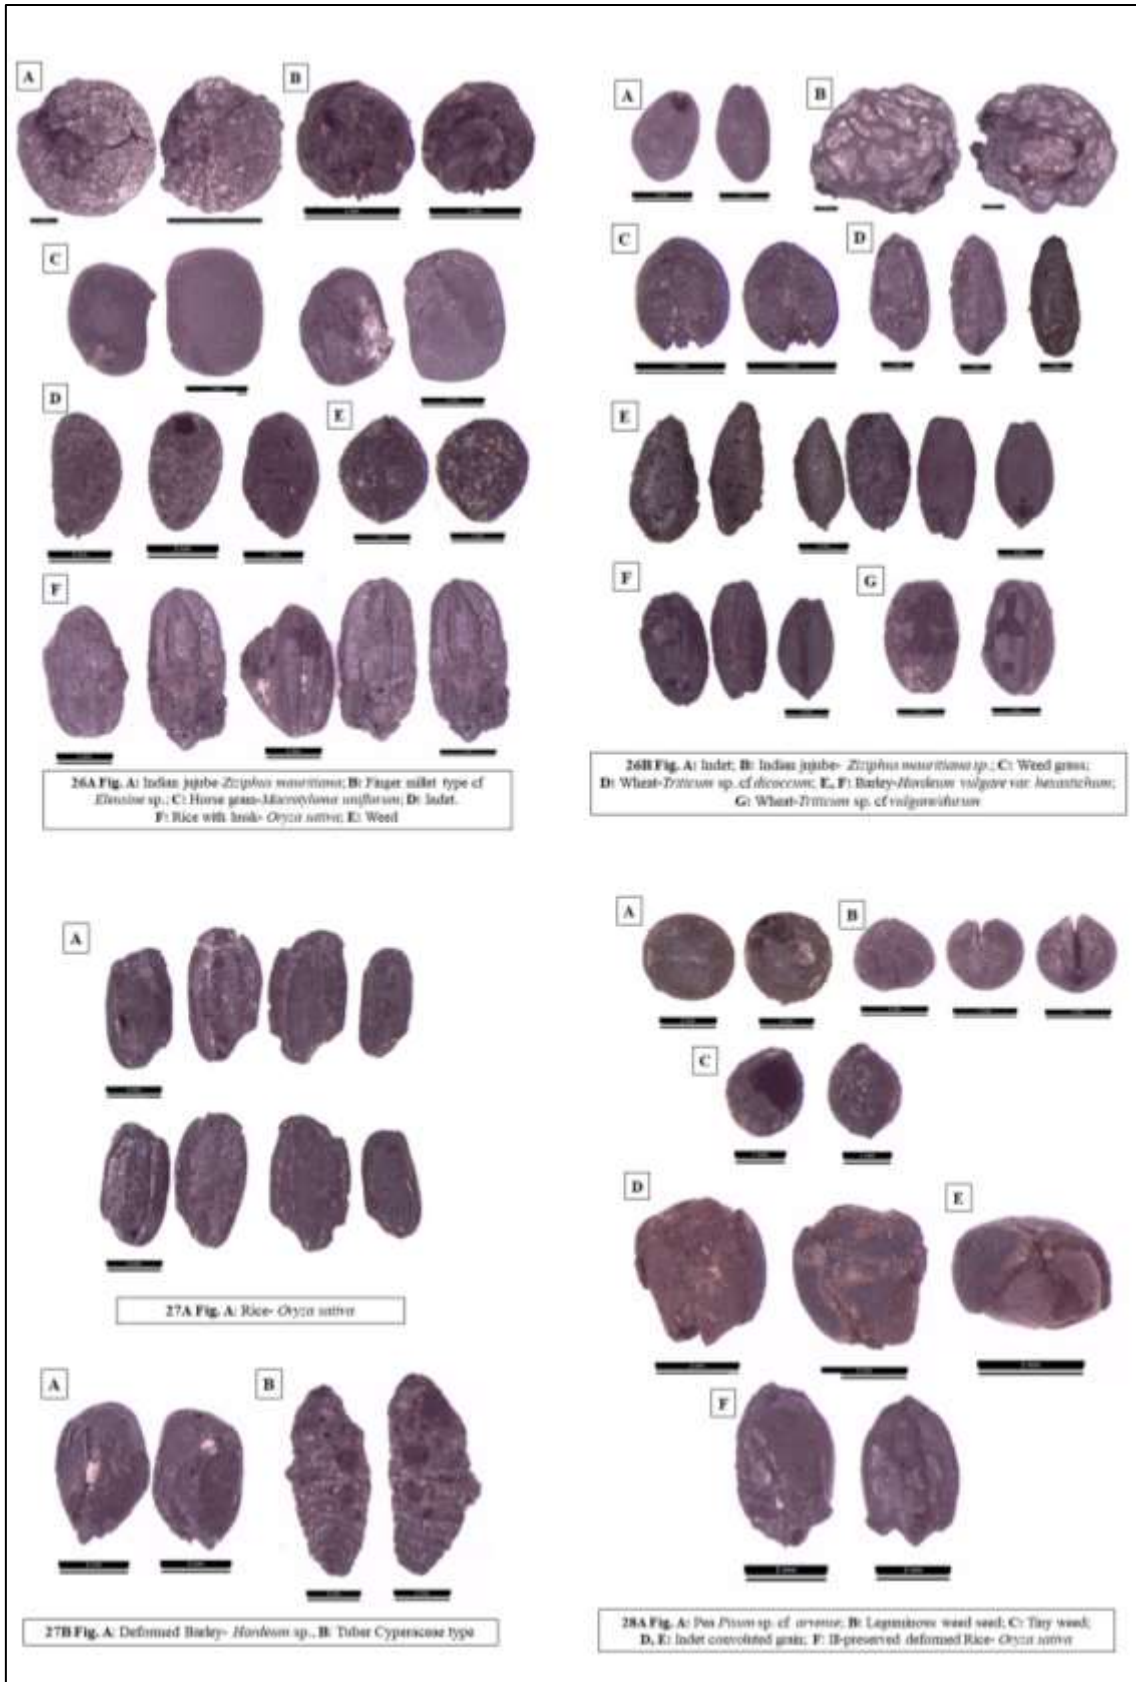 A
B
C
D
E
F
26A Fig. A: Indian jujube-Ziziphus mauritiana; B: Finger millet type cf
Eleusine sp.; C: Horse gram-Macrotyloma uniflorum; D: Indet.
F: Rice with husk- Oryza sativa; E: Weed
A
B
C
D
E
F
G
26B Fig. A: Indet; B: Indian jujube- Ziziphus mauritiana sp.; C: Weed grass;
D: Wheat-Triticum sp. cf dicoccum; E, F: Barley-Hordeum vulgare var. hexastichum;
G: Wheat-Triticum sp. cf vulgare/durum
A
27A Fig. A: Rice- Oryza sativa
A
B
27B Fig. A: Deformed Barley- Hordeum sp., B: Tuber Cyperaceae type
A
B
C
D
E
F
28A Fig. A: Pea Pisum sp. cf. arvense; B: Leguminous weed seed; C: Tiny weed;
D, E: Indet convoluted grain; F: Ill-preserved deformed Rice- Oryza sativa